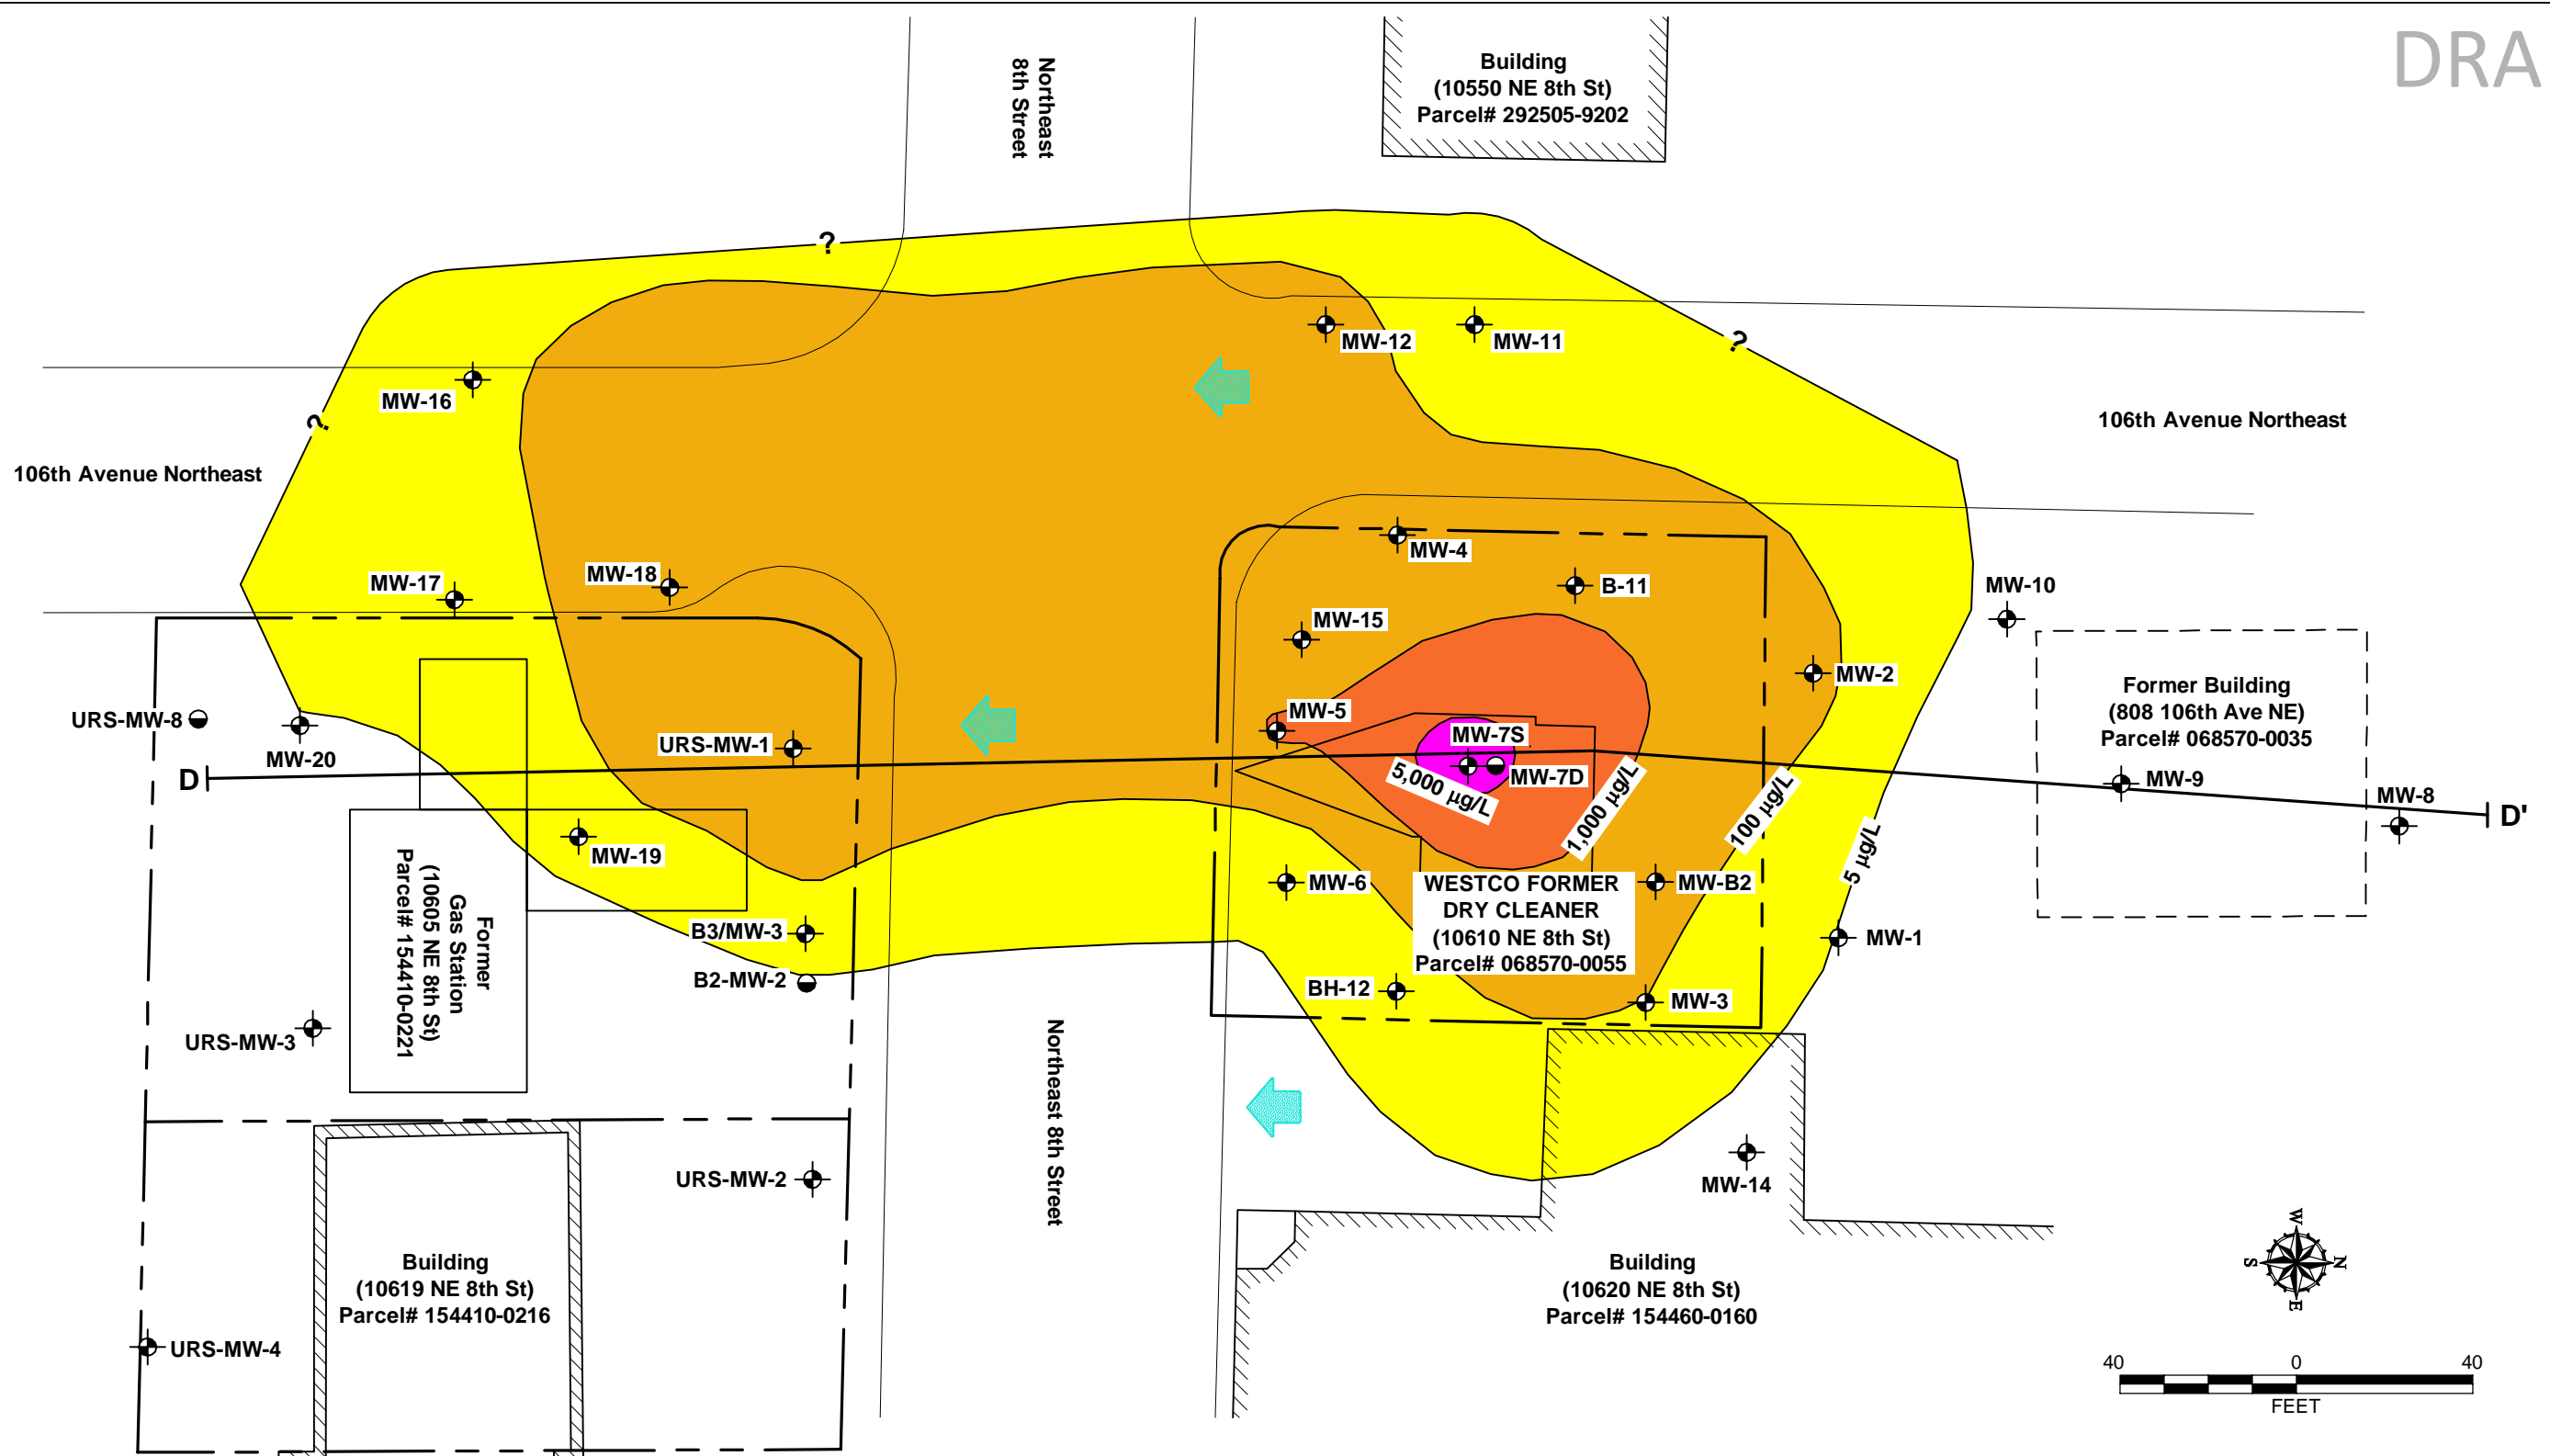 DRA
Northeast
8th Street
Building
(10550 NE 8th St)
Parcel# 292505-9202
?
MW-12
MW-11
?
MW-16
?
106th Avenue Northeast
106th Avenue Northeast
MW-4
MW-17
MW-18
B-11
MW-10
MW-15
MW-2
Former Building
(808 106th Ave NE)
Parcel# 068570-0035
URS-MW-8
MW-20
URS-MW-1
MW-5
MW-7S
MW-7D
5,000 µg/L
1,000 µg/L
100 µg/L
5 µg/L
D
MW-9
MW-8
D'
MW-19
Former
Gas Station
(10605 NE 8th St)
Parcel# 154410-0221
MW-6
WESTCO FORMER
DRY CLEANER
(10610 NE 8th St)
Parcel# 068570-0055
MW-B2
B3/MW-3
MW-1
B2-MW-2
BH-12
MW-3
URS-MW-3
Northeast 8th Street
URS-MW-2
MW-14
Building
(10619 NE 8th St)
Parcel# 154410-0216
Building
(10620 NE 8th St)
Parcel# 154460-0160
URS-MW-4
W
S
N
E
40
0
40
FEET